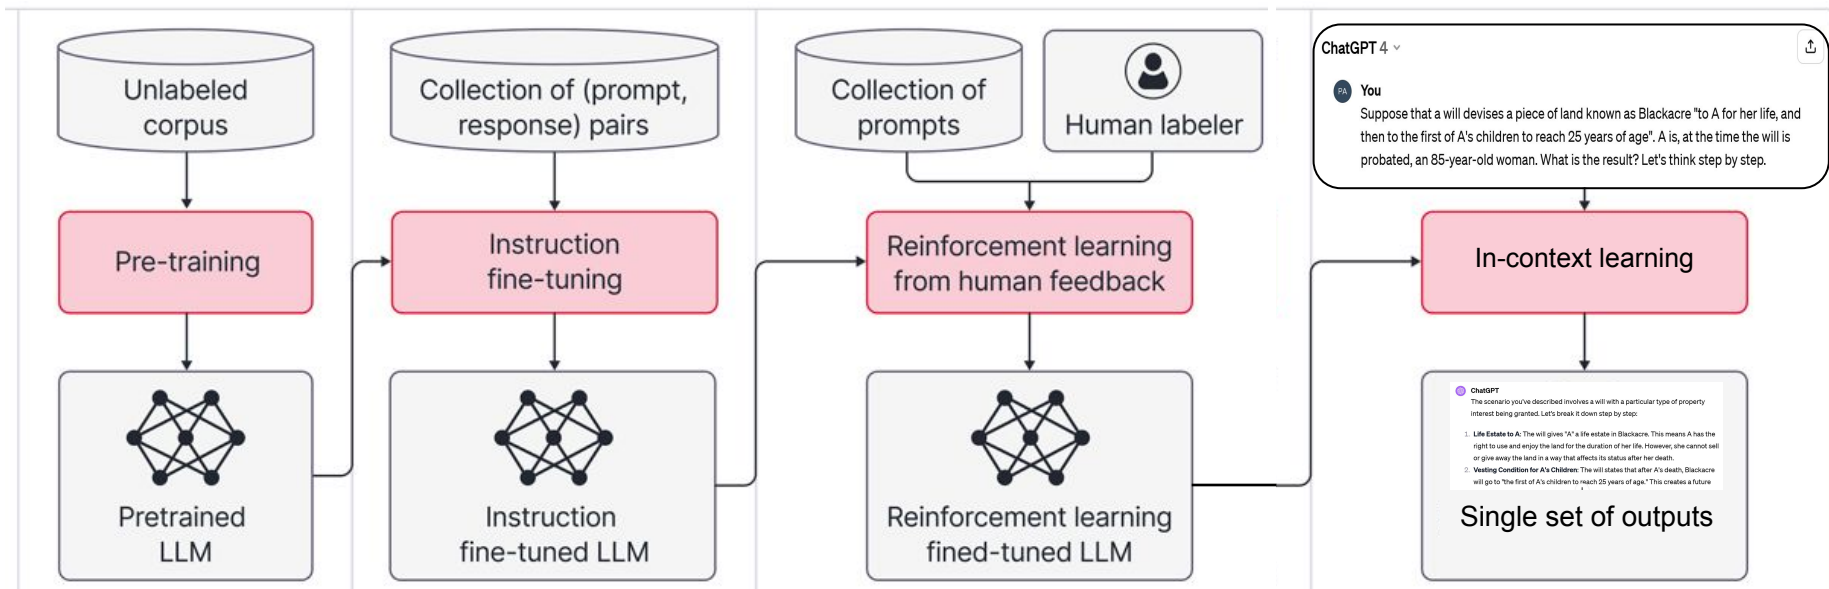 Unlabeled
corpus
Pre-training
Pretrained
LLM
Collection of (prompt,
response) pairs
Instruction
fine-tuning
Instruction
fine-tuned LLM
Collection of
prompts
Human labeler
Reinforcement learning
from human feedback
Reinforcement learning
fined-tuned LLM
ChatGPT 4
PA
You
Suppose that a will devises a piece of land known as Blackacre "to A for her life, and
then to the first of A's children to reach 25 years of age". A is, at the time the will is
probated, an 85-year-old woman. What is the result? Let's think step by step.
In-context learning
ChatGPT
The scenario you've described involves a will with a particular type of property
interest being granted. Let's break it down step by step:
1. Life Estate to A: The will gives "A" a life estate in Blackacre. This means A has the
right to use and enjoy the land for the duration of her life. However, she cannot sell
or give away the land in a way that affects its status after her death.
2. Vesting Condition for A's Children: The will states that after A's death, Blackacre
will go to "the first of A's children to reach 25 years of age." This creates a future
Single set of outputs